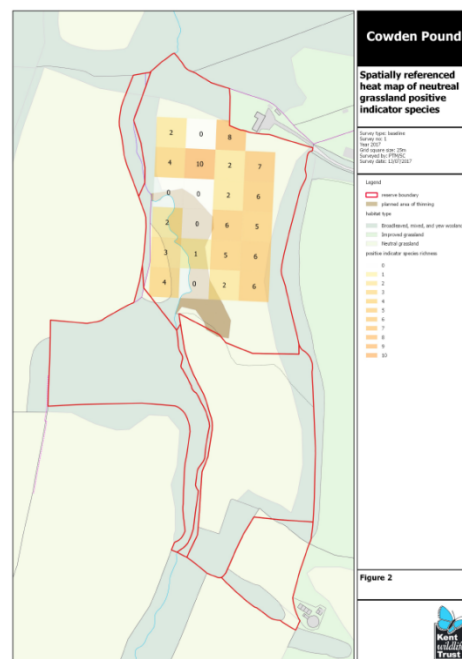 Cowden Pound
Spatially referenced
heat map of neutreal
grassland positive
indicator species
Survey type: baseline
Survey no: 1
Year 2017
Grid square size: 25m
Surveyed by: PTM/SC
Survey date: 12/07/2017
Legend
reserve boundary
planned area of thinning
habitat type
Broadleaved, mixed, and yew woodland
Improved grassland
Neutral grassland
positive indicator species richness
0
1
2
3
4
5
6
7
8
9
10
2 0 8
4 10 2 7
0 0 2 6
2 0 6 5
3 1 5 6
4 0 2 6
Figure 2
Kent
Wildlife
Trust